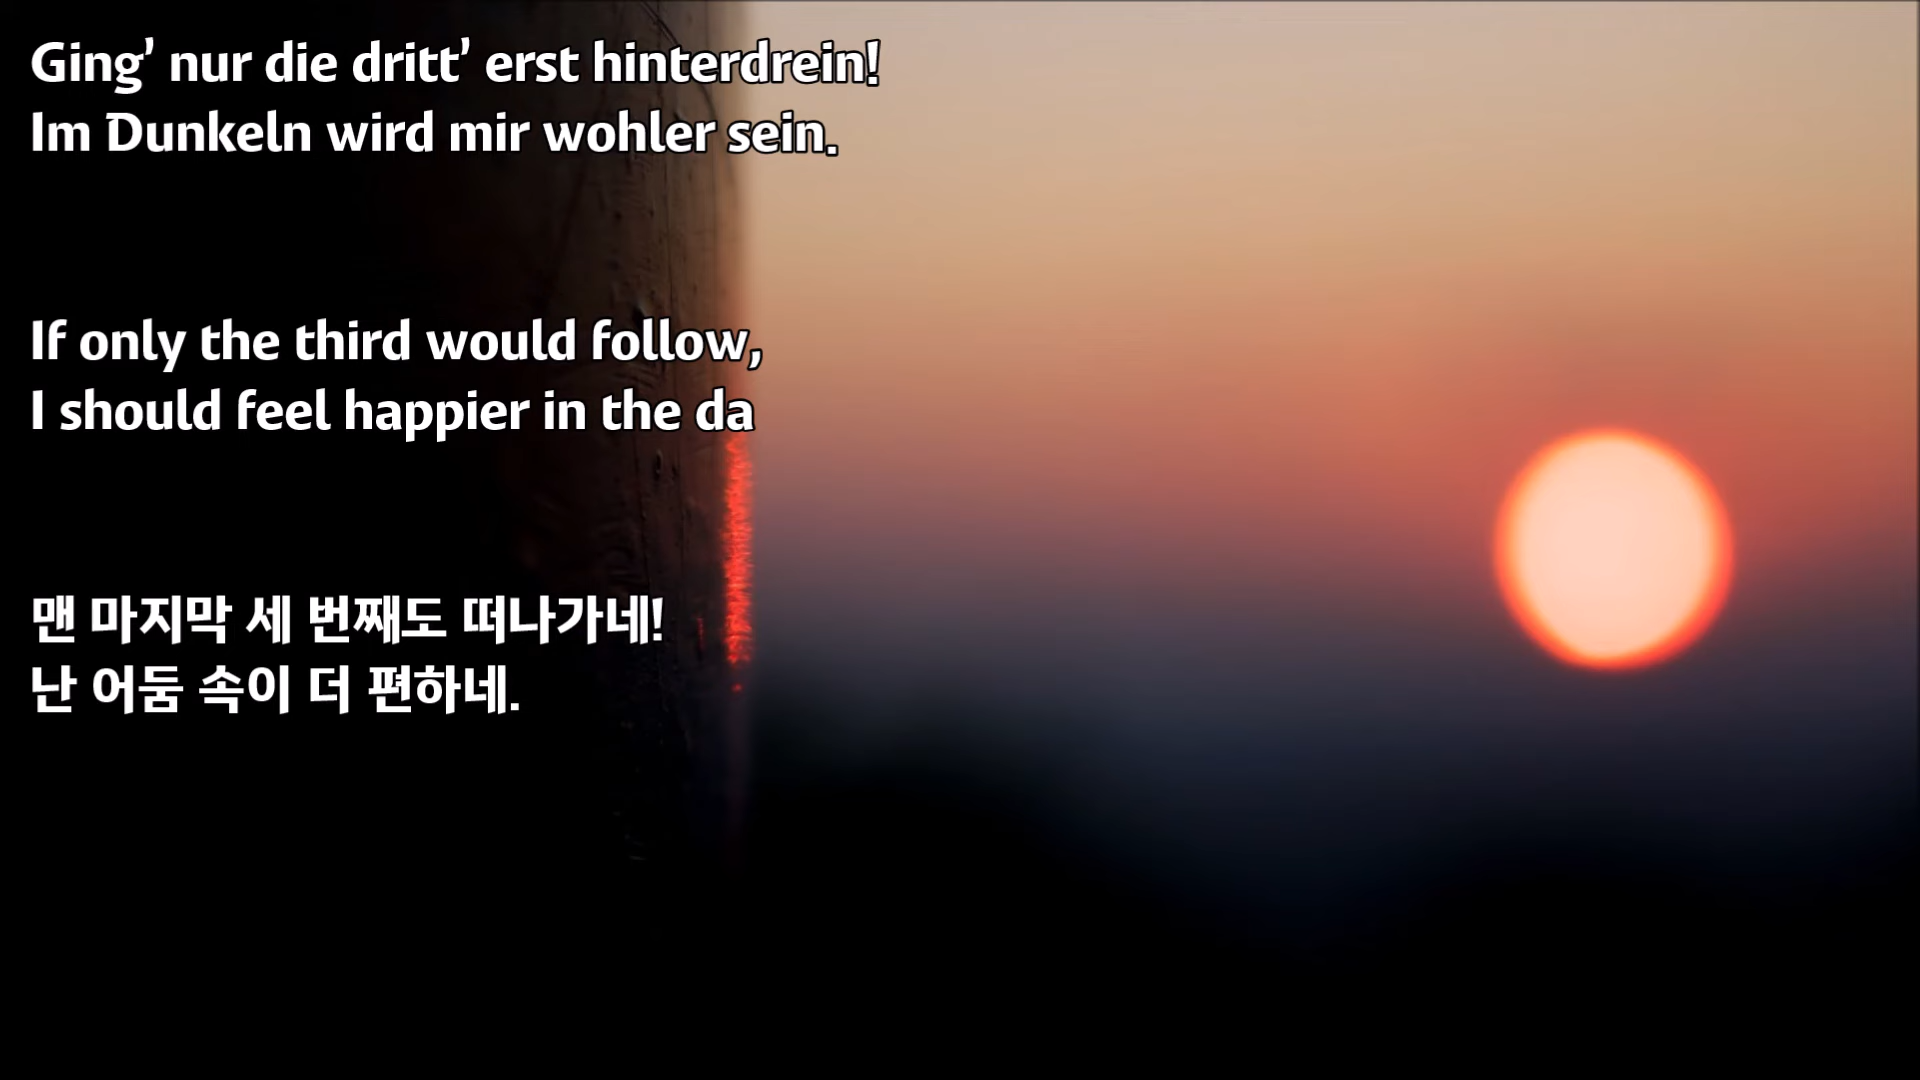 Ging’ nur die dritt’ erst hinterdrein!
Im Dunkeln wird mir wohler sein.
If only the third would follow,
I should feel happier in the da
맨 마지막 세 번째도 떠나가네!
난 어둠 속이 더 편하네.